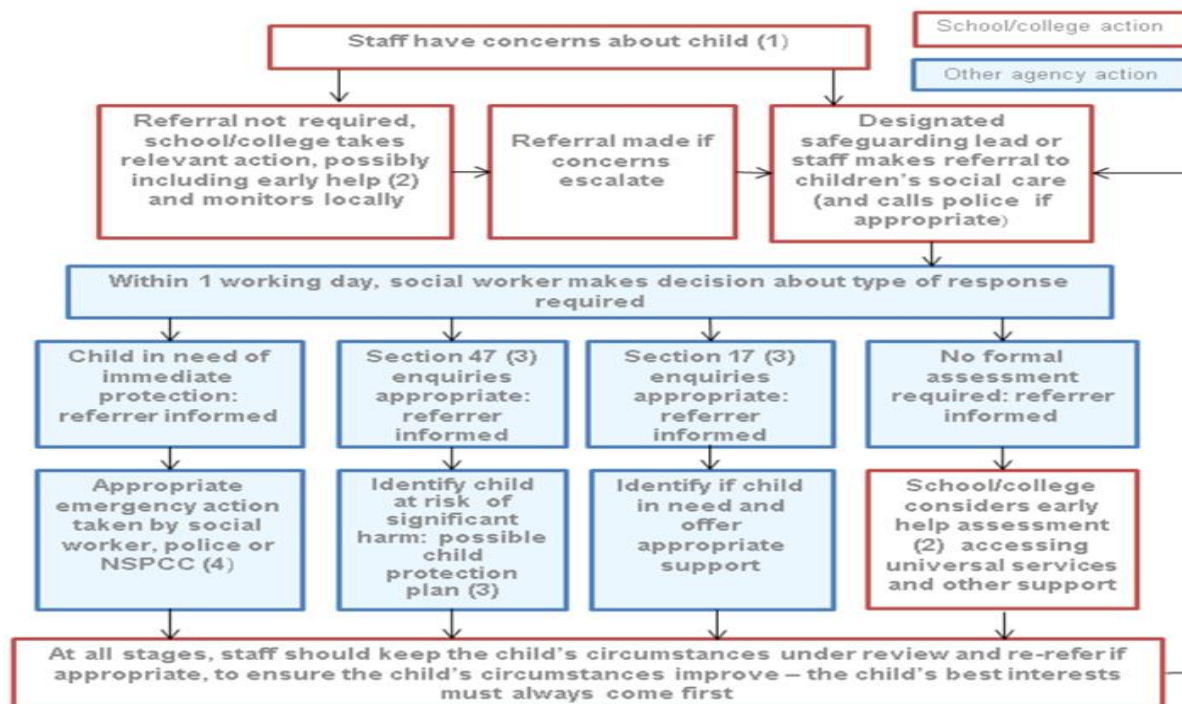 School/college action
Other agency action
Staff have concerns about child (1)
Referral not required,
school/college takes
relevant action, possibly
including early help (2)
and monitors locally
Referral made if
concerns
escalate
Designated
safeguarding lead or
staff makes referral to
children’s social care
(and calls police if
appropriate)
Within 1 working day, social worker makes decision about type of response
required
Child in need of
immediate
protection:
referrer informed
Section 47 (3)
enquiries
appropriate:
referrer
informed
Section 17 (3)
enquiries
appropriate:
referrer
informed
No formal
assessment
required: referrer
informed
Appropriate
emergency action
taken by social
worker, police or
NSPCC (4)
Identify child
at risk of
significant
harm: possible
child
protection
plan (3)
Identify if child
in need and
offer
appropriate
support
School/college
considers early
help assessment
(2) accessing
universal services
and other support
At all stages, staff should keep the child’s circumstances under review and re-refer if
appropriate, to ensure the child’s circumstances improve – the child’s best interests
must always come first